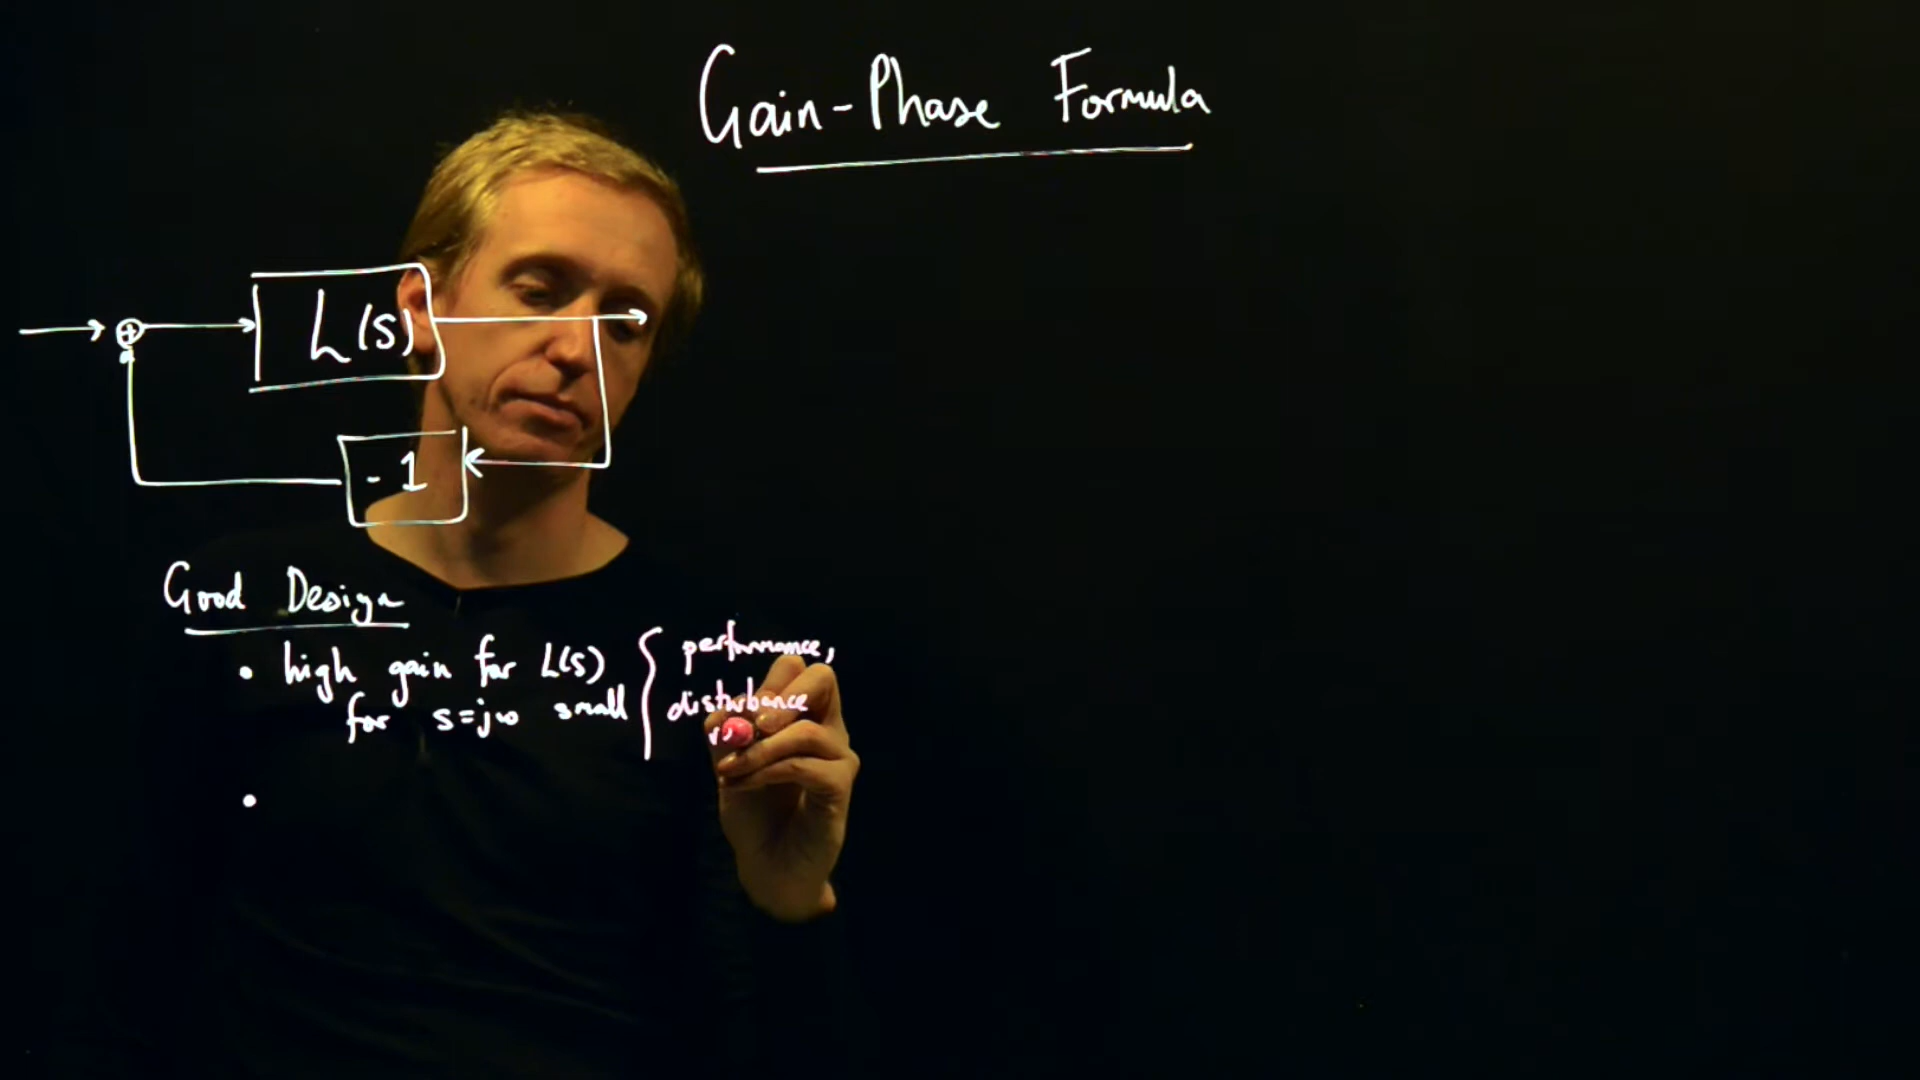 Gain-Phase Formula
L(s)
-1
Good Design
• high gain for L(s)
for s=jω small
performance,
disturbance